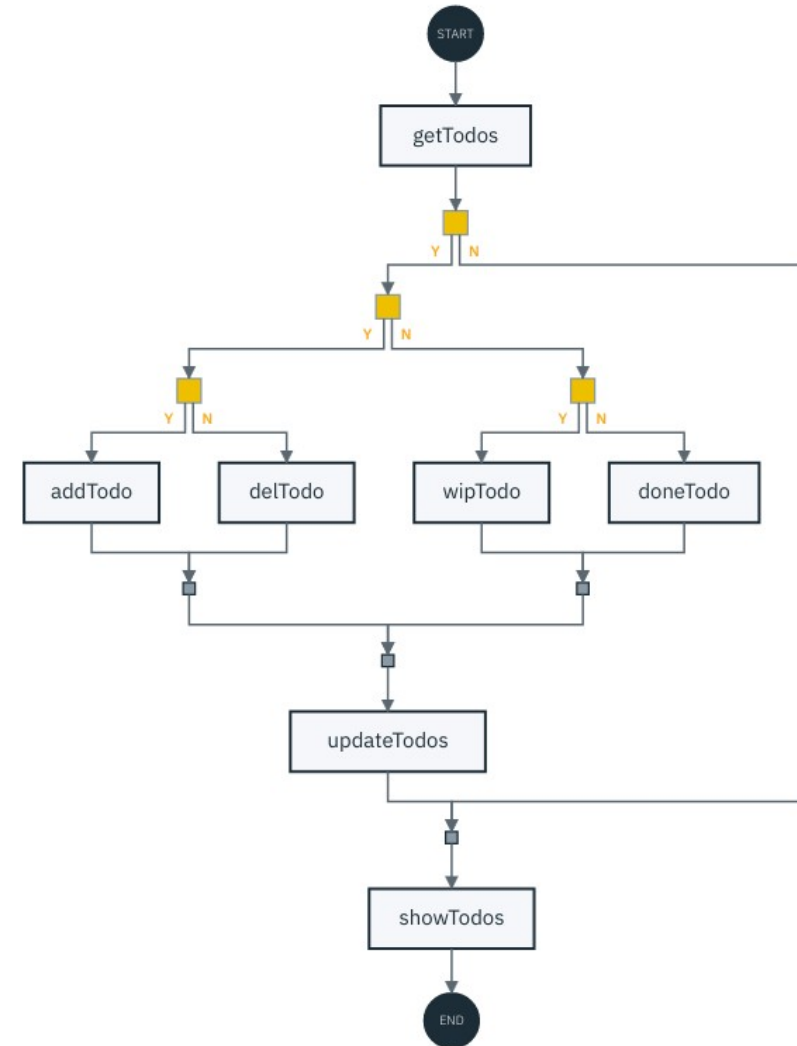 START
getTodos
Y N
Y N
Y N Y N
addTodo delTodo wipTodo doneTodo
updateTodos
showTodos
END